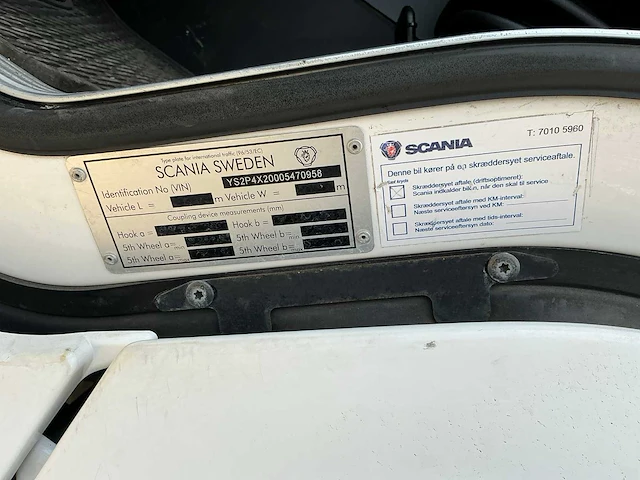 Type plate for international traffic (96/53/EC)
SCANIA SWEDEN
Identification No (VIN) YS2P4X20005470958
Vehicle L = m Vehicle W = m
Coupling device measurements (mm)
Hook a = Hook b =
5th Wheel a= 5th Wheel b=
5th Wheel a= 5th Wheel b=
SCANIA
T: 7010 5960
Denne bil kører på en skræddersyet serviceaftale.
Sæt kryds
Skræddersyet aftale (driftsoptimeret):
Scania indkalder bilen, når den skal til service
Skræddersyet aftale med KM-interval:
Næste serviceeftersyn ved KM:
Skræddersyet aftale med tids-interval:
Næste serviceeftersyn dato: